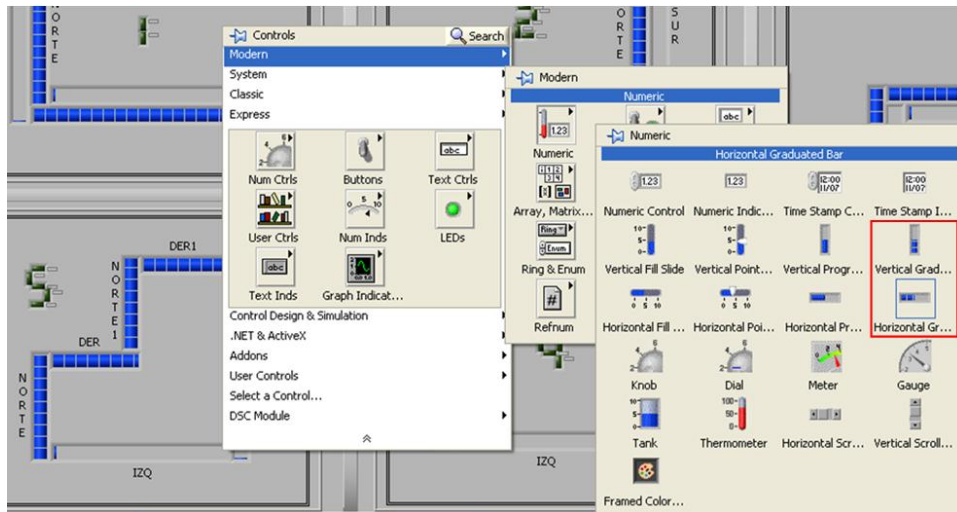 NORTE
NORTE
SUR
Controls
Search
Modern
System
Classic
Express
Num Ctrls
Buttons
Text Ctrls
User Ctrls
Num Inds
LEDs
Text Inds
Graph Indicat...
Control Design & Simulation
.NET & ActiveX
Addons
User Controls
Select a Control...
DSC Module
Modern
Numeric
Numeric
Array, Matrix...
Ring & Enum
Refnum
Numeric
Horizontal Graduated Bar
Numeric Control
Numeric Indic...
Time Stamp C...
Time Stamp I...
Vertical Fill Slide
Vertical Point...
Vertical Progr...
Vertical Grad...
Horizontal Fill ...
Horizontal Poi...
Horizontal Pr...
Horizontal Gr...
Knob
Dial
Meter
Gauge
Tank
Thermometer
Horizontal Scr...
Vertical Scroll...
Framed Color...
DER1
NORTE1
DER
NORTE
IZQ
IZQ